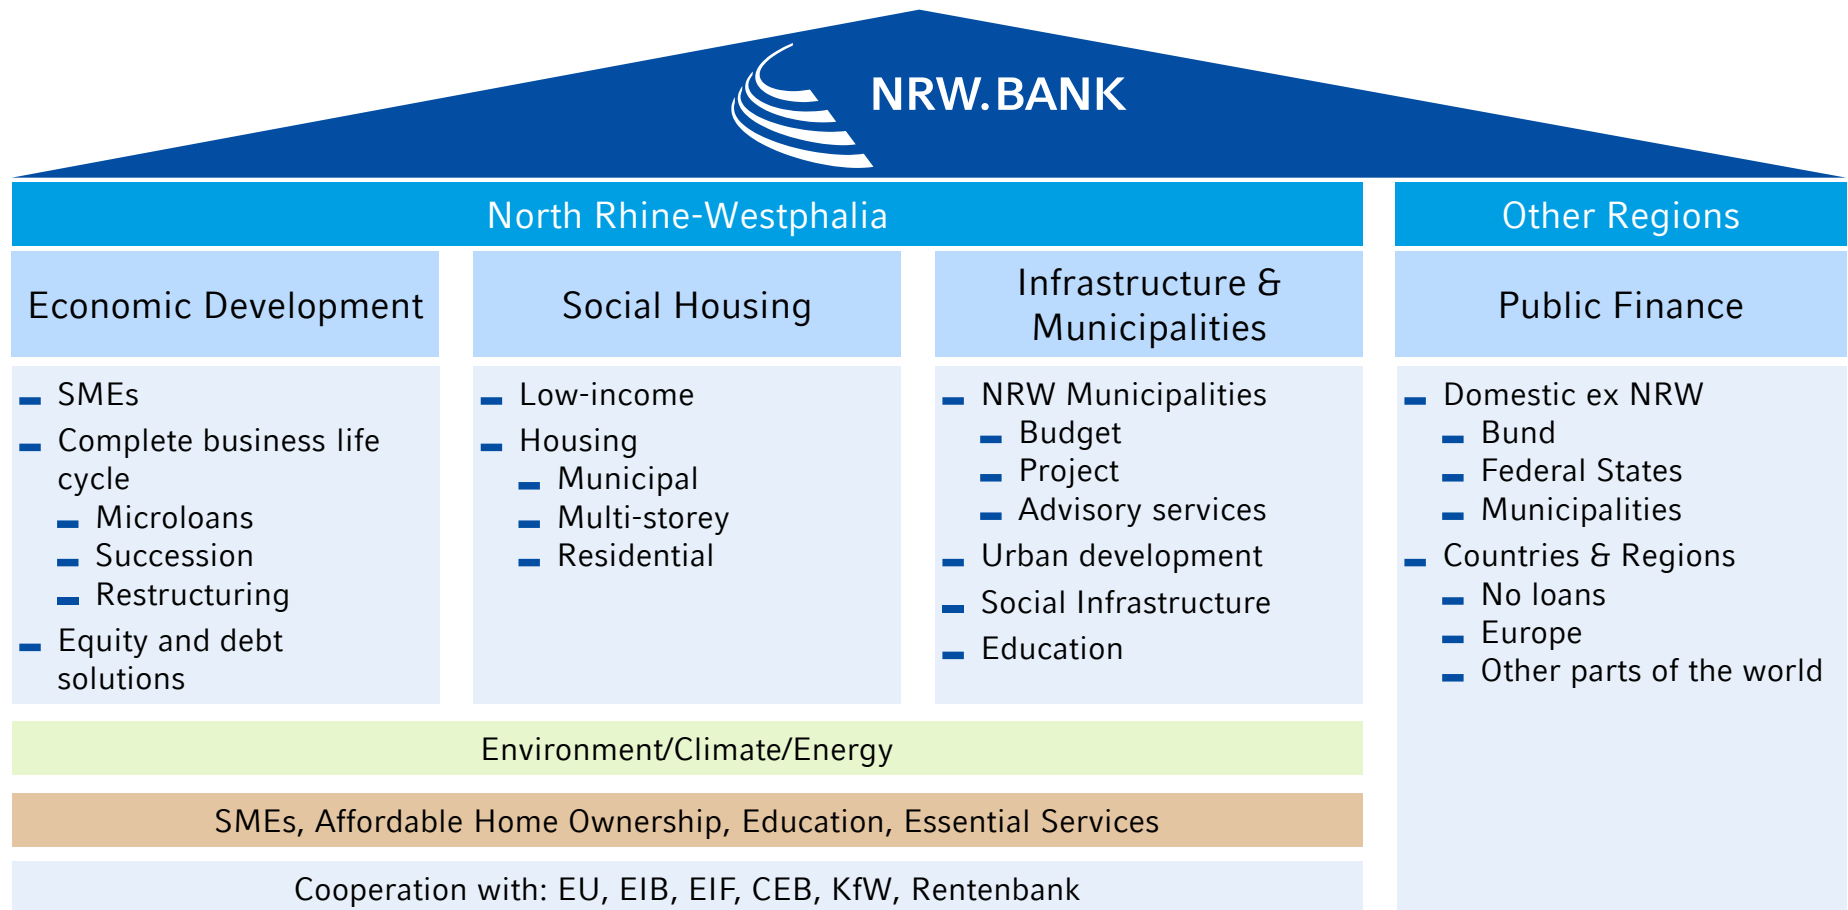 NRW.BANK
North Rhine-Westphalia
Other Regions
Economic Development
Social Housing
Infrastructure &
Municipalities
Public Finance
SMEs
Complete business life
cycle
Microloans
Succession
Restructuring
Equity and debt
solutions
Low-income
Housing
Municipal
Multi-storey
Residential
NRW Municipalities
Budget
Project
Advisory services
Urban development
Social Infrastructure
Education
Domestic ex NRW
Bund
Federal States
Municipalities
Countries & Regions
No loans
Europe
Other parts of the world
Environment/Climate/Energy
SMEs, Affordable Home Ownership, Education, Essential Services
Cooperation with: EU, EIB, EIF, CEB, KfW, Rentenbank